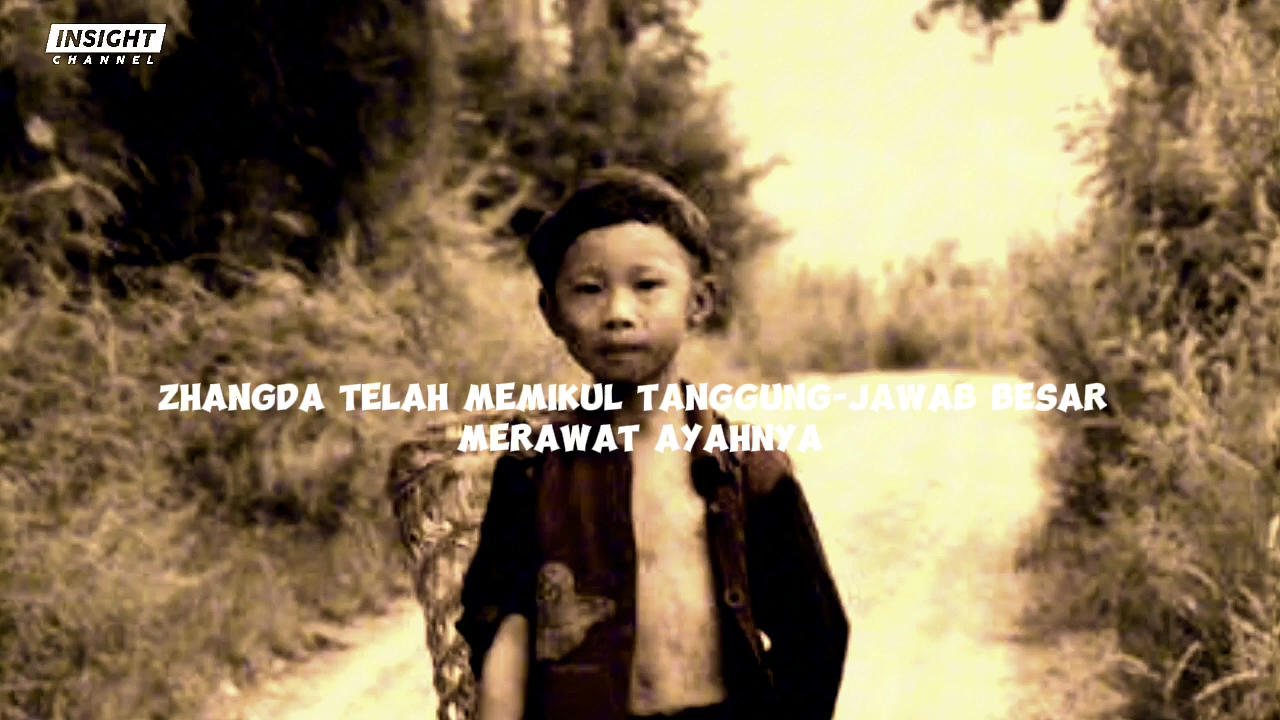 INSIGHT
CHANNEL
ZHANGDA TELAH MEMIKUL TANGGUNG-JAWAB BESAR
MERAWAT AYAHNYA